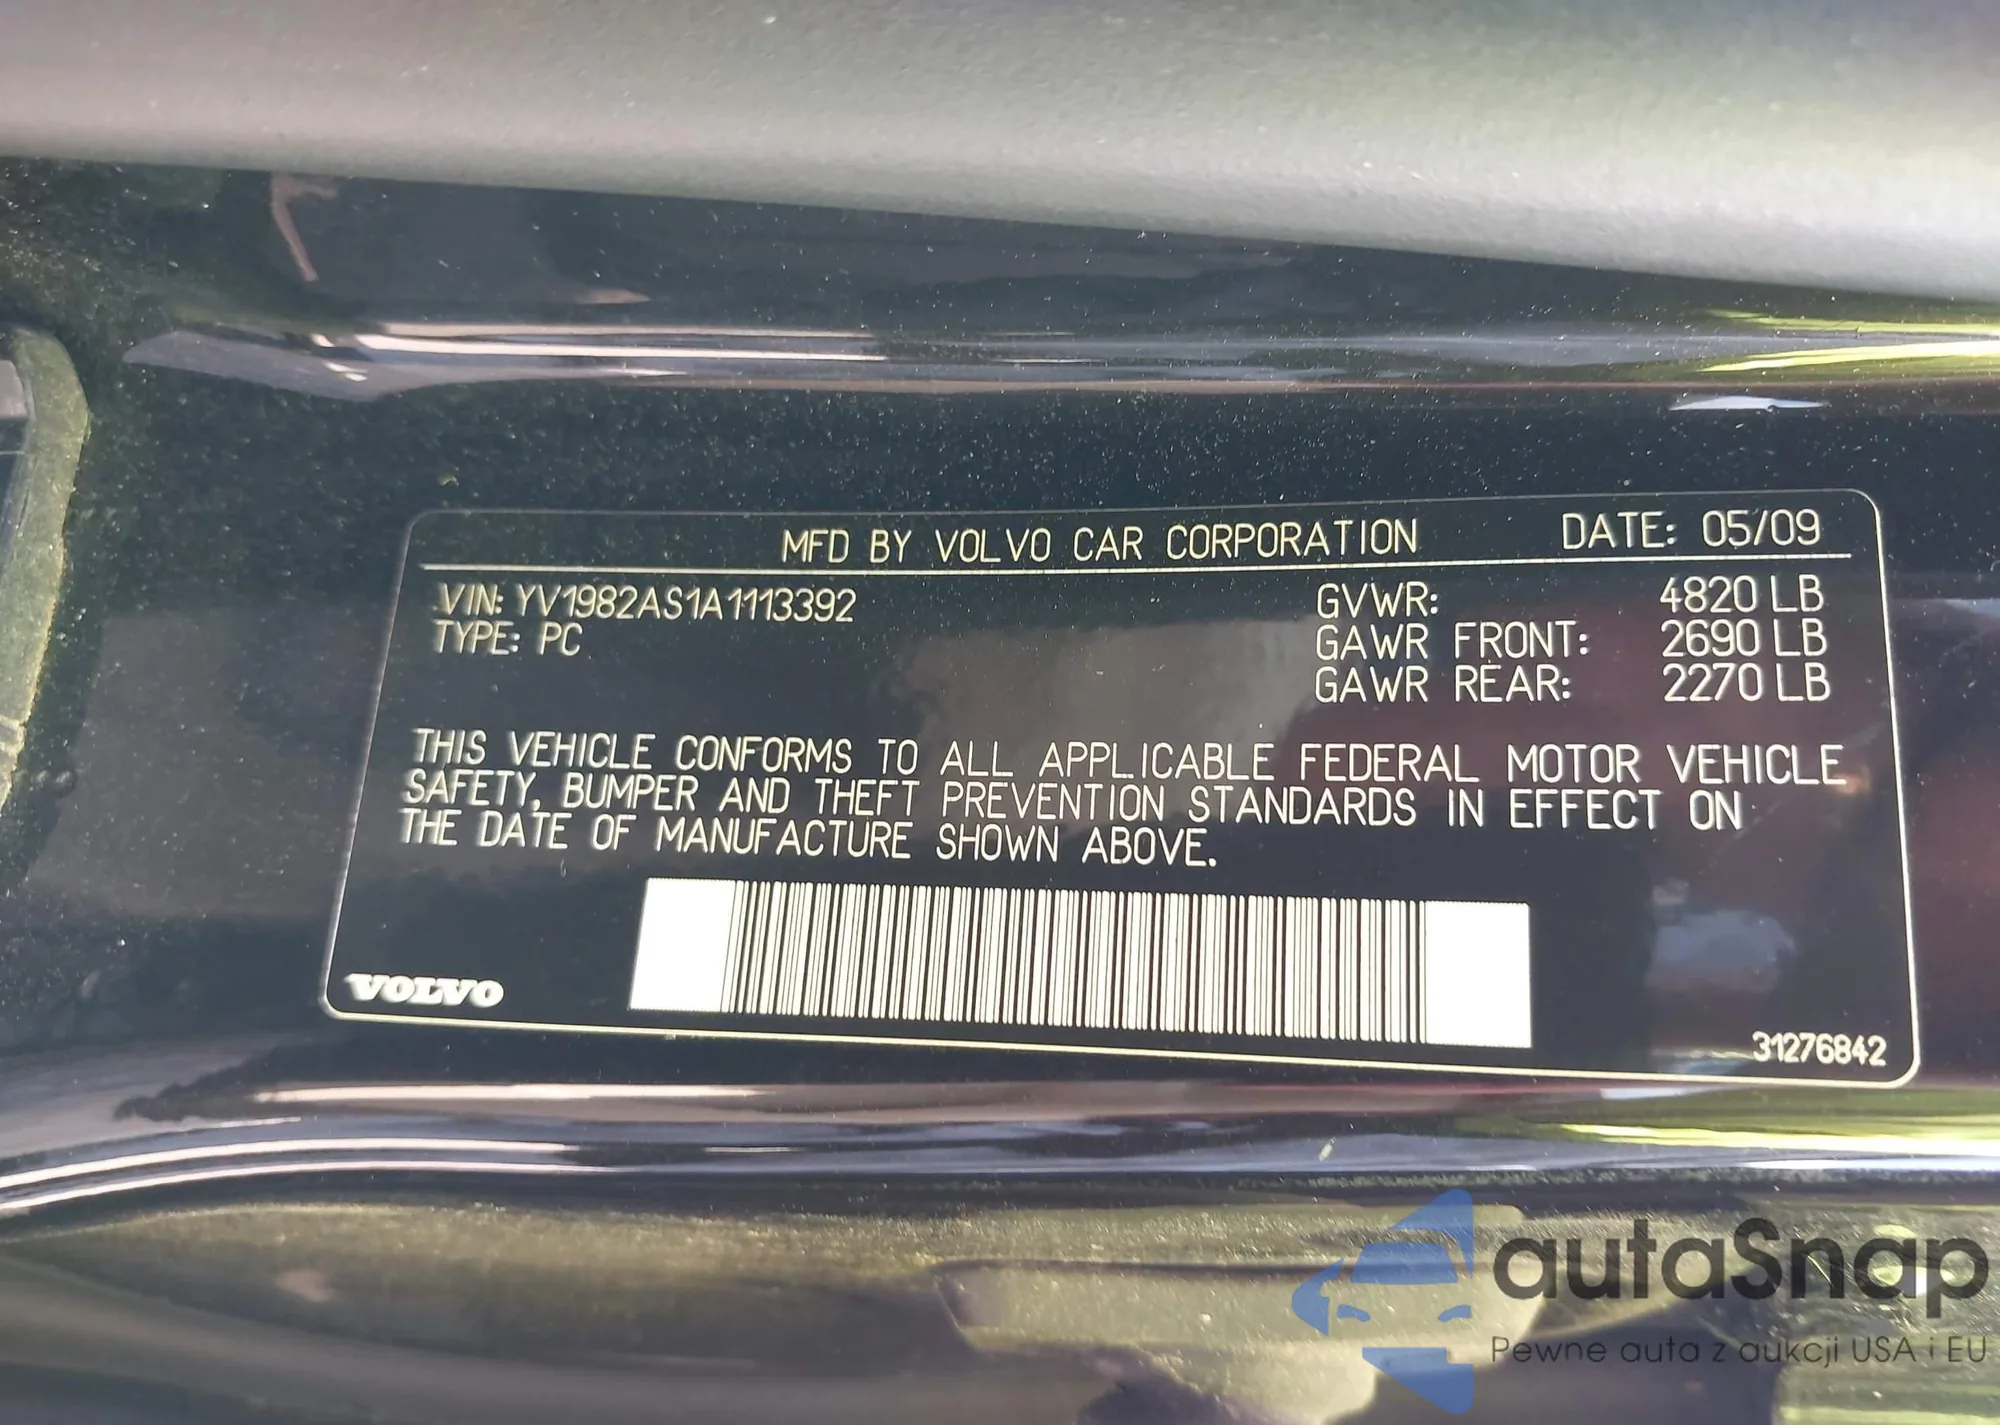 MFD BY VOLVO CAR CORPORATION DATE: 05/09
VIN: YV1982AS1A1113392 GVWR: 4820 LB
TYPE: PC GAWR FRONT: 2690 LB
GAWR REAR: 2270 LB
THIS VEHICLE CONFORMS TO ALL APPLICABLE FEDERAL MOTOR VEHICLE
SAFETY, BUMPER AND THEFT PREVENTION STANDARDS IN EFFECT ON
THE DATE OF MANUFACTURE SHOWN ABOVE.
VOLVO
31276842
autaSnap
Pewne auta z aukcji USA i EU